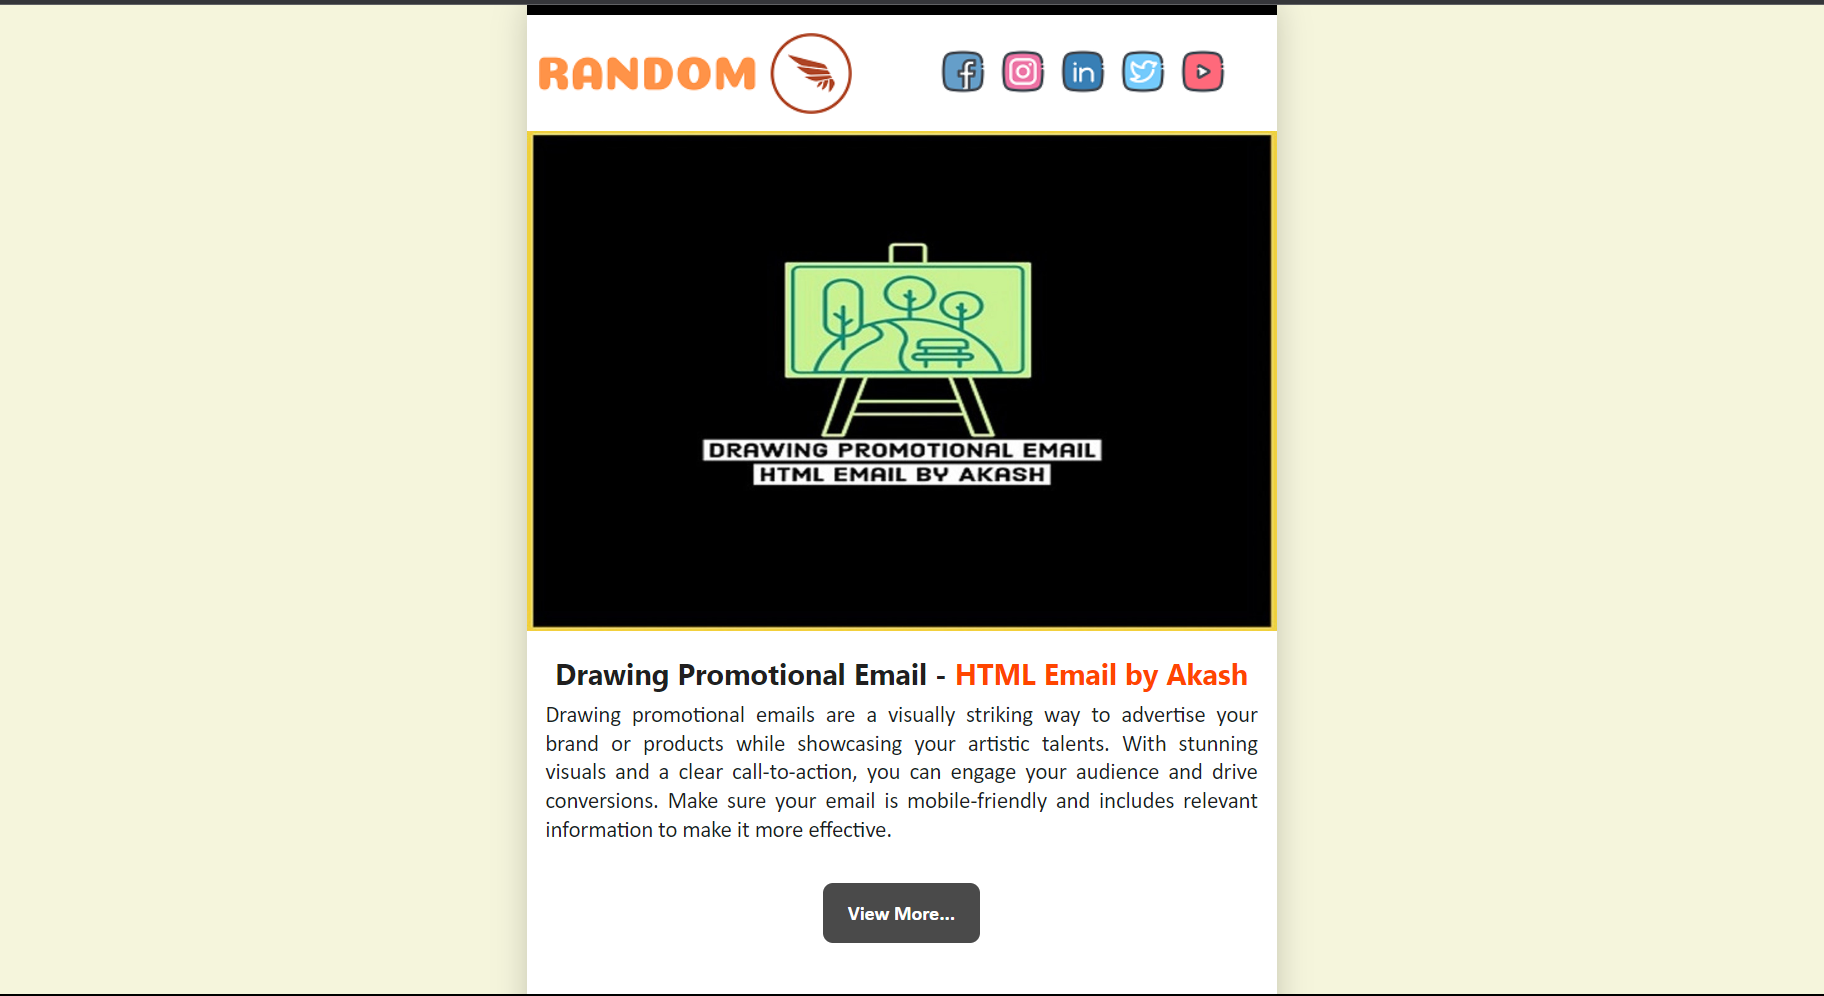 RANDOM
in
DRAWING PROMOTIONAL EMAIL
HTML EMAIL BY AKASH
Drawing Promotional Email - HTML Email by Akash
Drawing promotional emails are a visually striking way to advertise your
brand or products while showcasing your artistic talents. With stunning
visuals and a clear call-to-action, you can engage your audience and drive
conversions. Make sure your email is mobile-friendly and includes relevant
information to make it more effective.
View More...